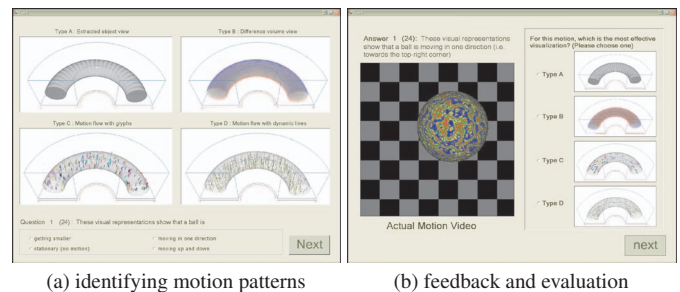 Type A : Extracted object view
Type B : Difference volume view
Type C : Motion flow with glyphs
Type D : Motion flow with dynamic lines
Question 1 (24): These visual representations show that a ball is
getting smaller
moving in one direction
stationary (no motion)
moving up and down
Next
(a) identifying motion patterns
Answer 1 (24): These visual representations
show that a ball is moving in one direction (i.e.
towards the top-right corner)
Actual Motion Video
For this motion, which is the most effective
visualization? (Please choose one)
Type A
Type B
Type C
Type D
next
(b) feedback and evaluation